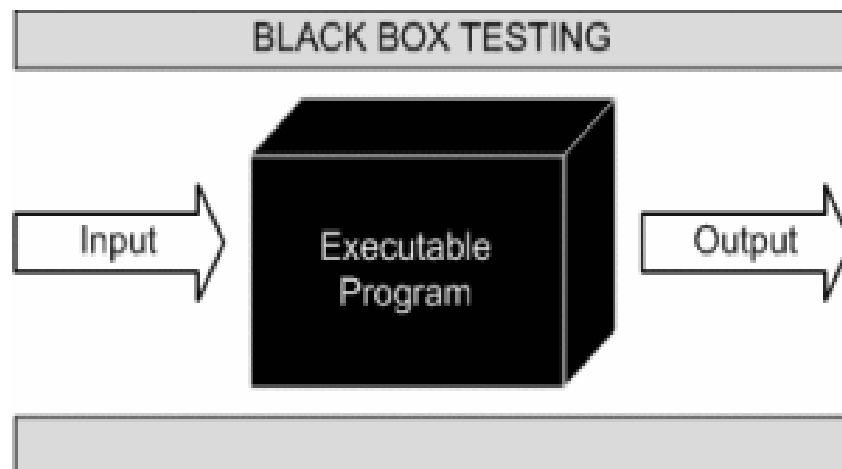 BLACK BOX TESTING
Input
Executable
Program
Output